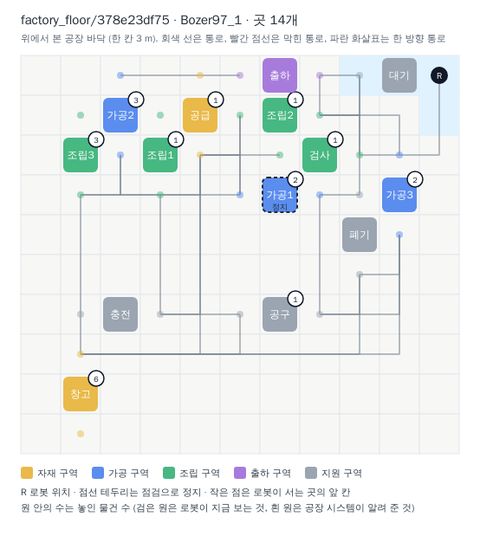 factory_floor/378e23df75 · Bozer97_1 · 곳 14개
위에서 본 공장 바닥 (한 칸 3 m). 회색 선은 통로, 빨간 점선은 막힌 통로, 파란 화살표는 한 방향 통로
출하
대기
R
가공2
3
공급
1
조립2
1
조립3
3
조립1
1
검사
1
가공1
2
정지
가공3
2
폐기
충전
공구
1
창고
6
자재 구역
가공 구역
조립 구역
출하 구역
지원 구역
R 로봇 위치 · 점선 테두리는 점검으로 정지 · 작은 점은 로봇이 서는 곳의 앞 칸
원 안의 수는 놓인 물건 수 (검은 원은 로봇이 지금 보는 것, 흰 원은 공장 시스템이 알려 준 것)